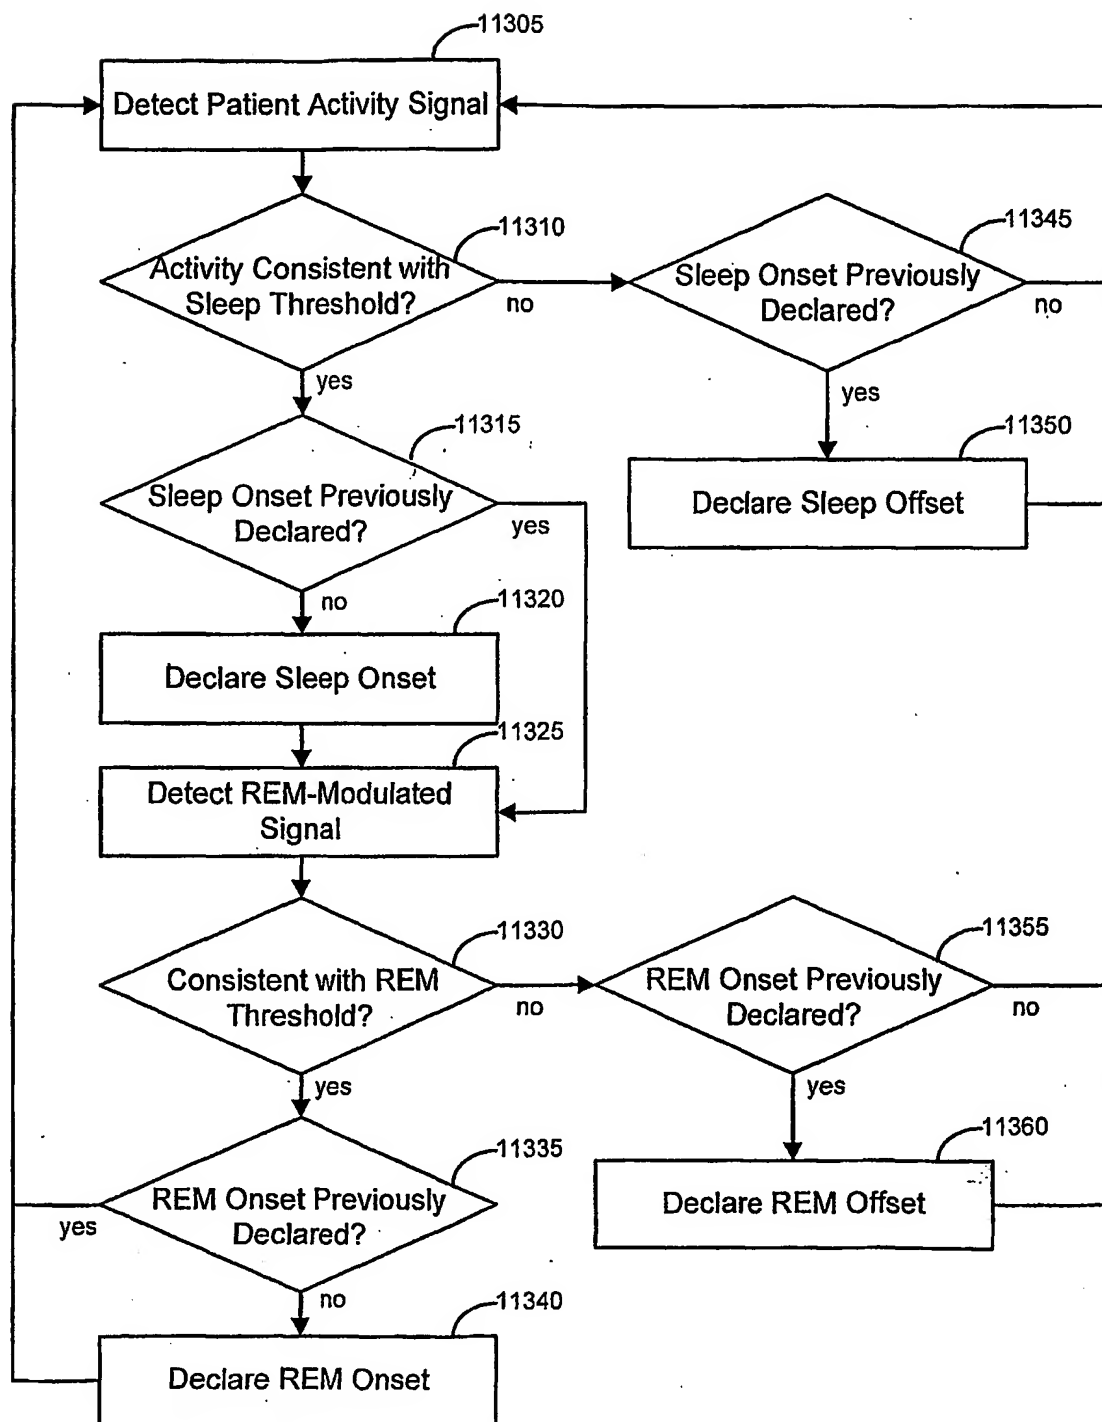 11305
Detect Patient Activity Signal
11310
Activity Consistent with
Sleep Threshold?
no
yes
11345
Sleep Onset Previously
Declared?
no
yes
11315
Sleep Onset Previously
Declared?
yes
no
11350
Declare Sleep Offset
11320
Declare Sleep Onset
11325
Detect REM-Modulated
Signal
11330
Consistent with REM
Threshold?
no
yes
11355
REM Onset Previously
Declared?
no
yes
11335
REM Onset Previously
Declared?
yes
no
11360
Declare REM Offset
11340
Declare REM Onset